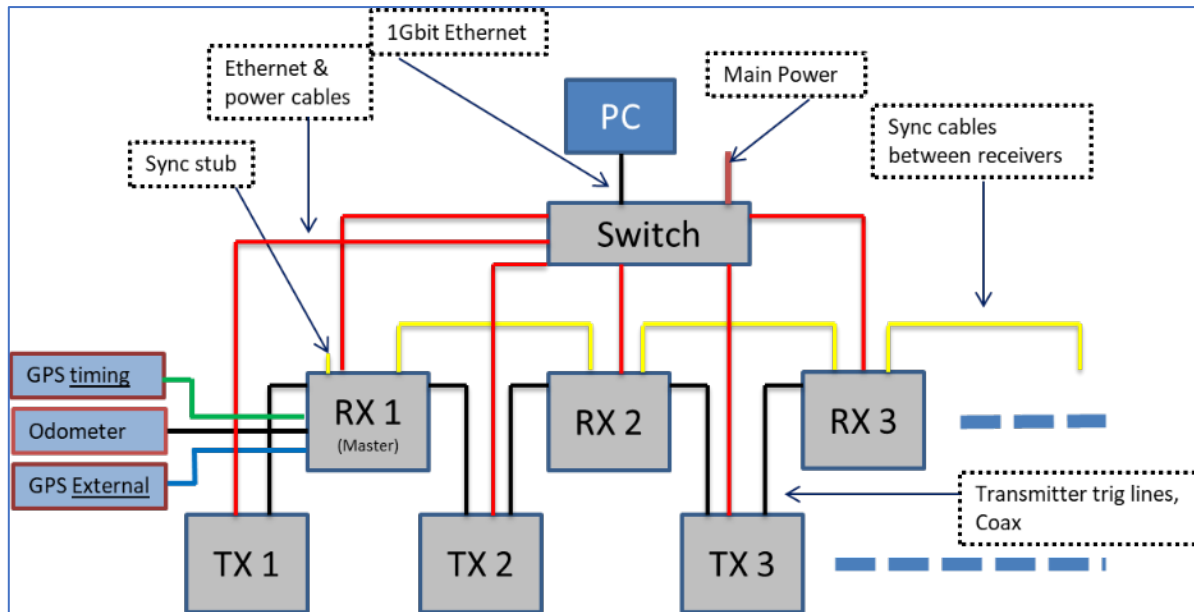 1Gbit Ethernet
Ethernet &
power cables
Main Power
PC
Sync cables
between receivers
Sync stub
Switch
GPS timing
Odometer
GPS External
RX 1
(Master)
RX 2
RX 3
Transmitter trig lines,
Coax
TX 1
TX 2
TX 3